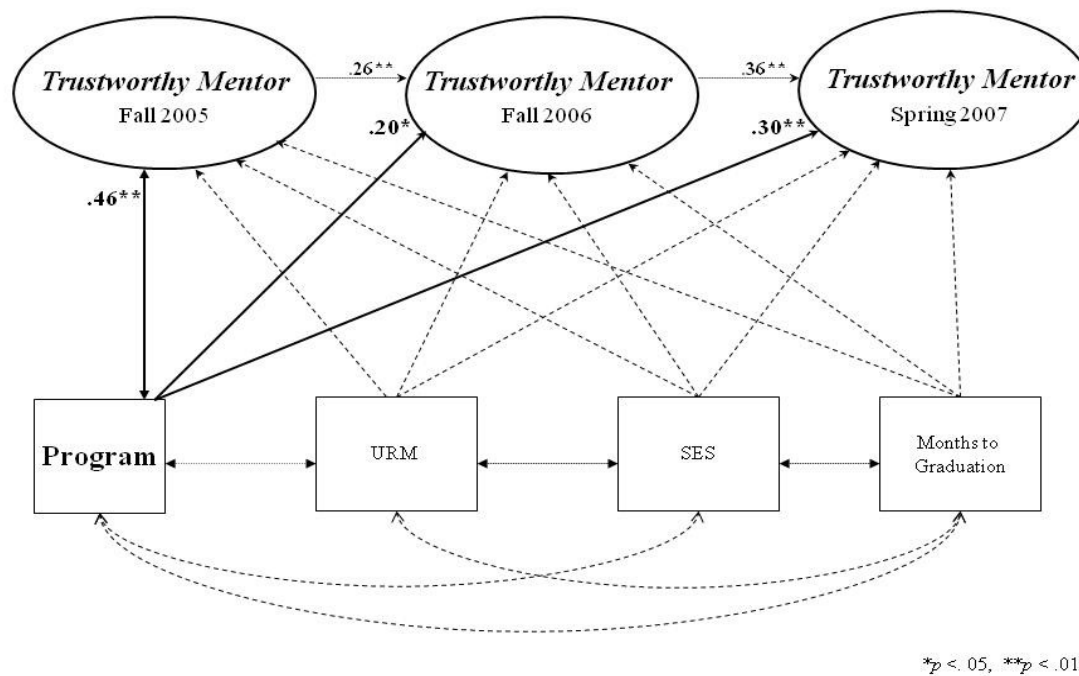 Trustworthy Mentor
Fall 2005
.26**
Trustworthy Mentor
Fall 2006
.36**
Trustworthy Mentor
Spring 2007
.46**
.20*
.30**
Program
URM
SES
Months to
Graduation
*p <. 05, **p < .01